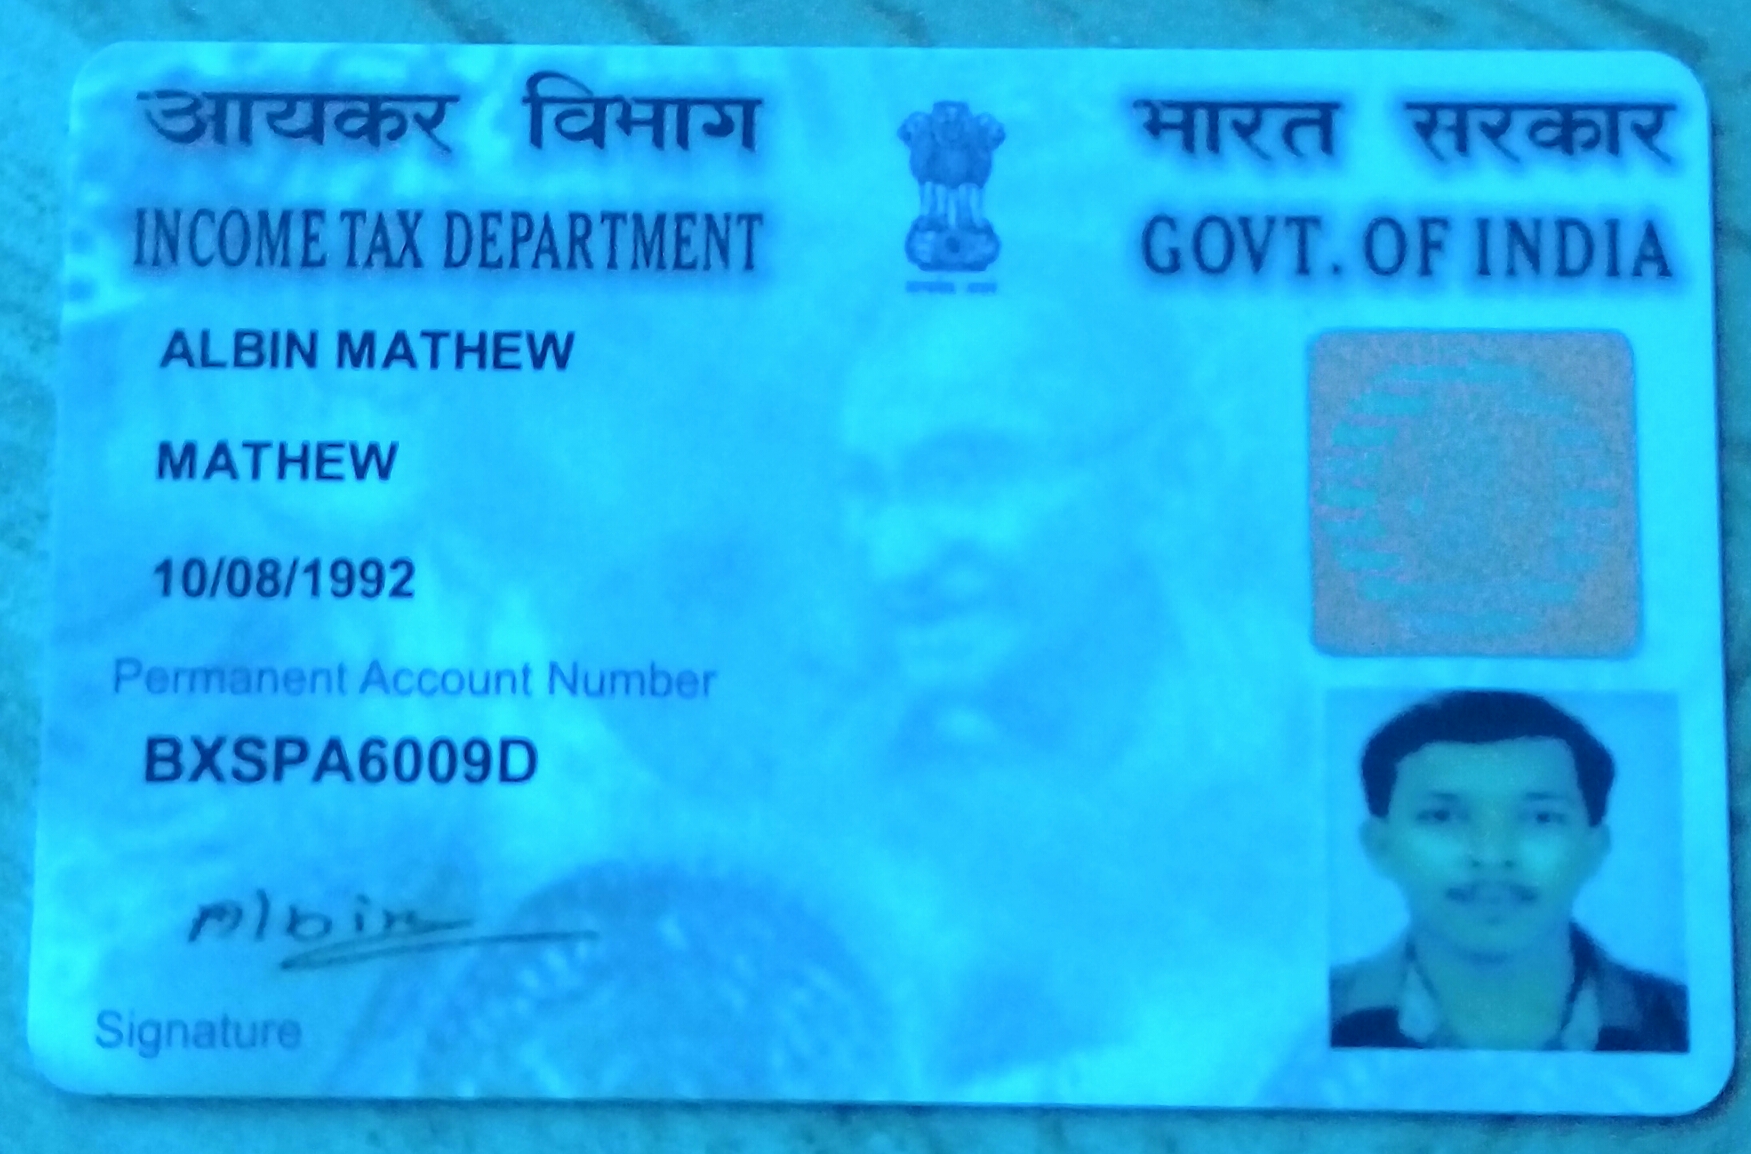 आयकर विभाग
INCOME TAX DEPARTMENT
भारत सरकार
GOVT. OF INDIA
ALBIN MATHEW
MATHEW
10/08/1992
Permanent Account Number
BXSPA6009D
Albin
Signature